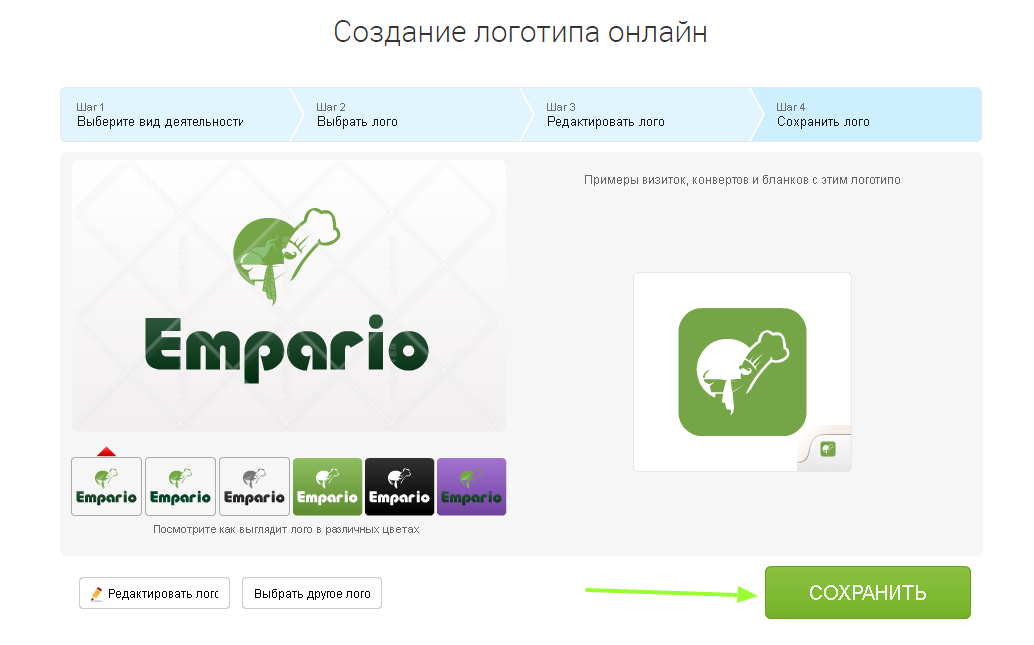 Создание логотипа онлайн
Шаг 1
Выберите вид деятельности
Шаг 2
Выбрать лого
Шаг 3
Редактировать лого
Шаг 4
Сохранить лого
Empario
Примеры визиток, конвертов и бланков с этим логотипо
Empario
Empario
Empario
Empario
Empario
Empario
Посмотрите как выглядит лого в различных цветах
Редактировать лого
Выбрать другое лого
СОХРАНИТЬ